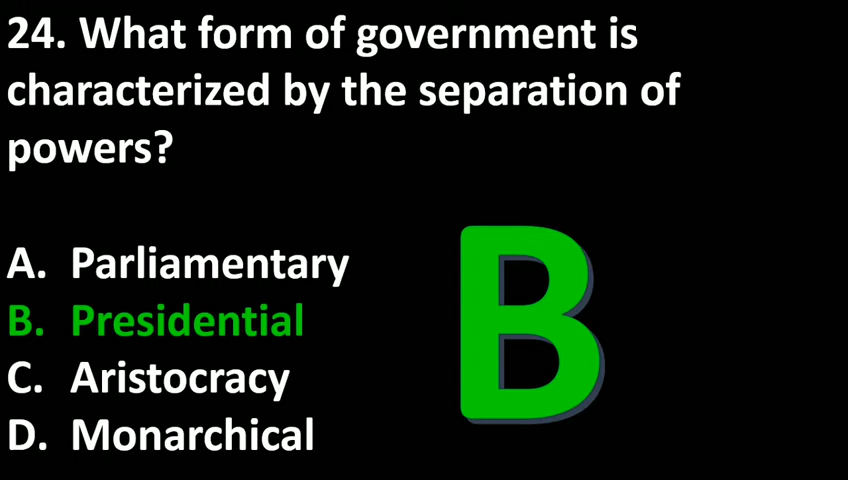 24. What form of government is
characterized by the separation of
powers?
A. Parliamentary
B. Presidential
C. Aristocracy
D. Monarchical
B